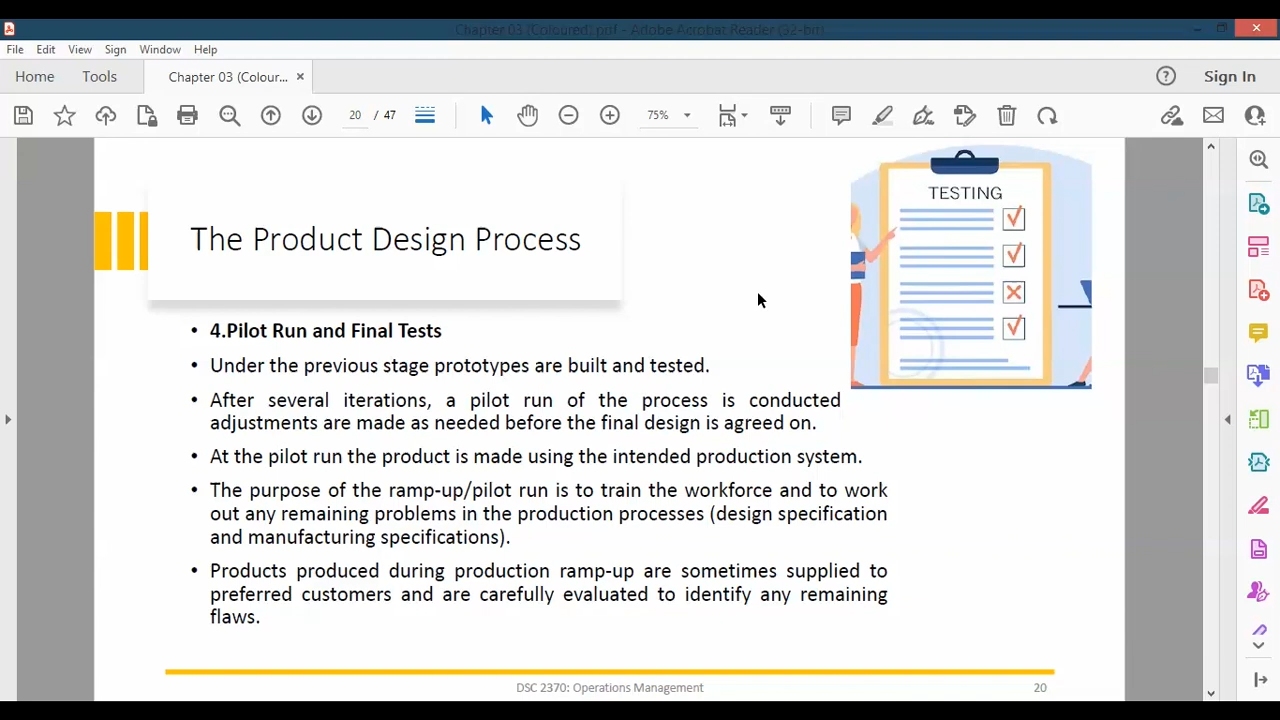 Chapter 03 (Coloured).pdf - Adobe Acrobat Reader (32-bit)
File Edit View Sign Window Help
Home Tools Chapter 03 (Colour... × Sign In
20 / 47 75%
TESTING
The Product Design Process
• 4.Pilot Run and Final Tests
• Under the previous stage prototypes are built and tested.
• After several iterations, a pilot run of the process is conducted
adjustments are made as needed before the final design is agreed on.
• At the pilot run the product is made using the intended production system.
• The purpose of the ramp-up/pilot run is to train the workforce and to work
out any remaining problems in the production processes (design specification
and manufacturing specifications).
• Products produced during production ramp-up are sometimes supplied to
preferred customers and are carefully evaluated to identify any remaining
flaws.
DSC 2370: Operations Management 20